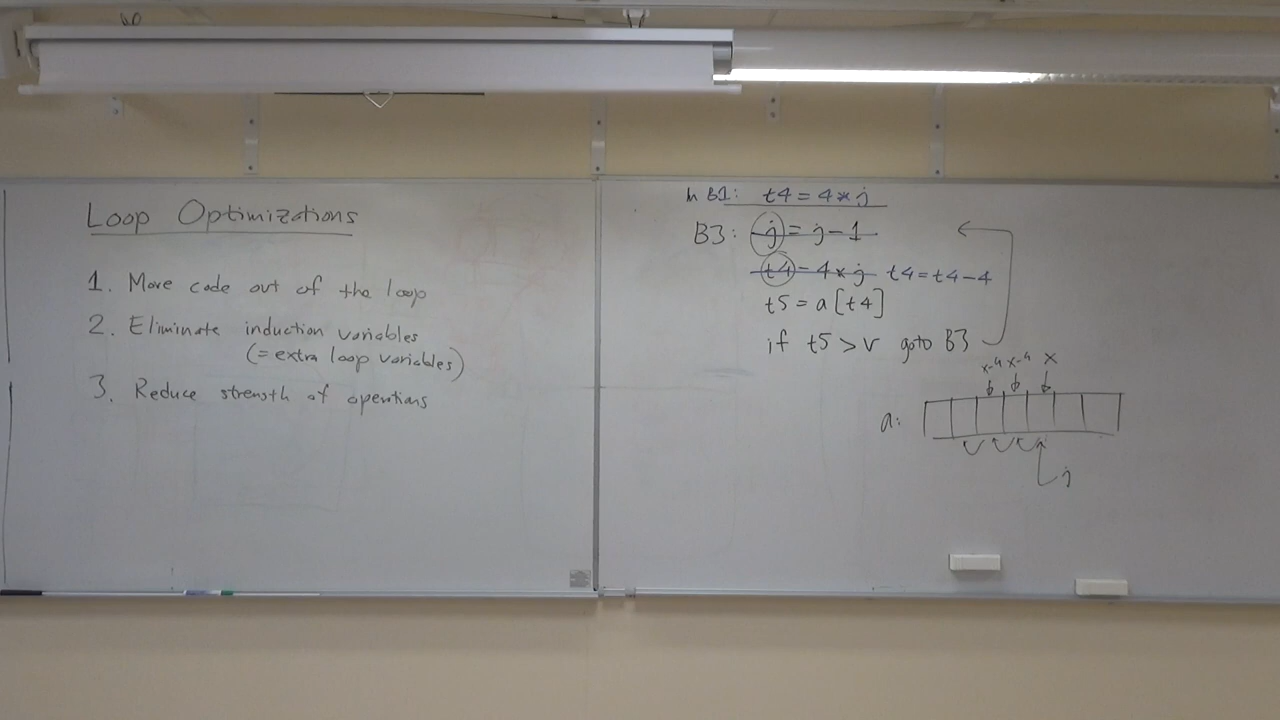 Loop Optimizations
1. Move code out of the loop
2. Eliminate induction variables
(= extra loop variables)
3. Reduce strength of operations
In B1: t4 = 4 * j
B3: j = j - 1
t4 = 4 * j t4 = t4 - 4
t5 = a[t4]
if t5 > v goto B3
x-4 x-4 x
a:
j